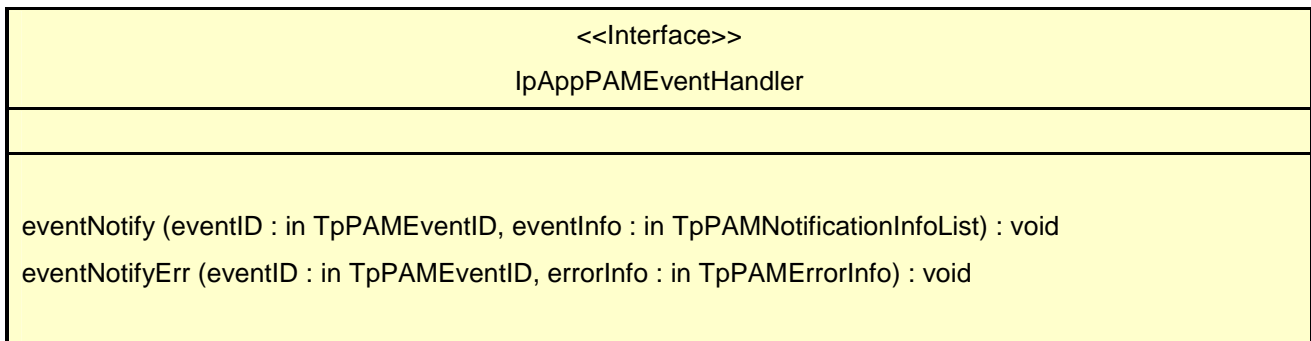 <<Interface>>
IpAppPAMEventHandler
eventNotify (eventID : in TpPAMEventID, eventInfo : in TpPAMNotificationInfoList) : void
eventNotifyErr (eventID : in TpPAMEventID, errorInfo : in TpPAMErrorInfo) : void